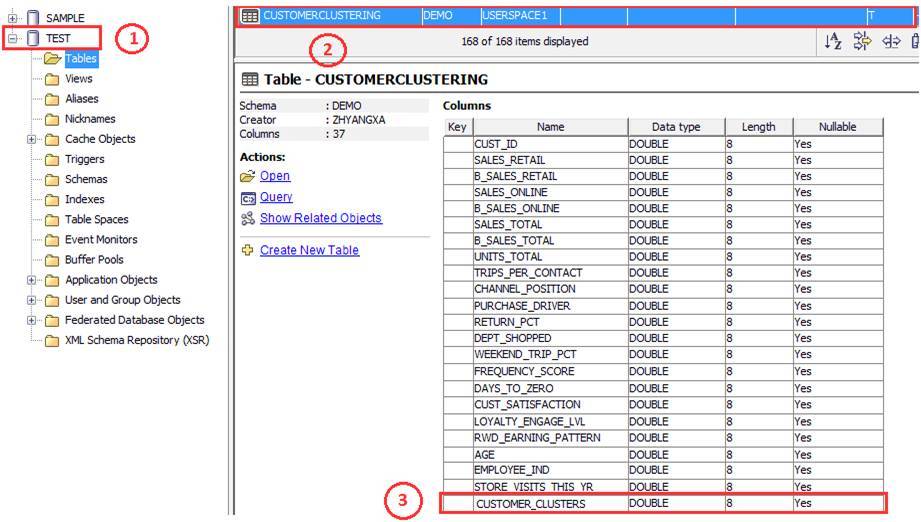 SAMPLE
TEST
1
Tables
Views
Aliases
Nicknames
Cache Objects
Triggers
Schemas
Indexes
Table Spaces
Event Monitors
Buffer Pools
Application Objects
User and Group Objects
Federated Database Objects
XML Schema Repository (XSR)
CUSTOMERCLUSTERING DEMO USERSPACE1 T
2
168 of 168 items displayed
Table - CUSTOMERCLUSTERING
Schema : DEMO
Creator : ZHYANGXA
Columns : 37
Actions:
Open
Query
Show Related Objects
Create New Table
Columns
Key Name Data type Length Nullable
CUST_ID DOUBLE 8 Yes
SALES_RETAIL DOUBLE 8 Yes
B_SALES_RETAIL DOUBLE 8 Yes
SALES_ONLINE DOUBLE 8 Yes
B_SALES_ONLINE DOUBLE 8 Yes
SALES_TOTAL DOUBLE 8 Yes
B_SALES_TOTAL DOUBLE 8 Yes
UNITS_TOTAL DOUBLE 8 Yes
TRIPS_PER_CONTACT DOUBLE 8 Yes
CHANNEL_POSITION DOUBLE 8 Yes
PURCHASE_DRIVER DOUBLE 8 Yes
RETURN_PCT DOUBLE 8 Yes
DEPT_SHOPPED DOUBLE 8 Yes
WEEKEND_TRIP_PCT DOUBLE 8 Yes
FREQUENCY_SCORE DOUBLE 8 Yes
DAYS_TO_ZERO DOUBLE 8 Yes
CUST_SATISFACTION DOUBLE 8 Yes
LOYALTY_ENGAGE_LVL DOUBLE 8 Yes
RWD_EARNING_PATTERN DOUBLE 8 Yes
AGE DOUBLE 8 Yes
EMPLOYEE_IND DOUBLE 8 Yes
STORE_VISITS_THIS_YR DOUBLE 8 Yes
3
CUSTOMER_CLUSTERS DOUBLE 8 Yes